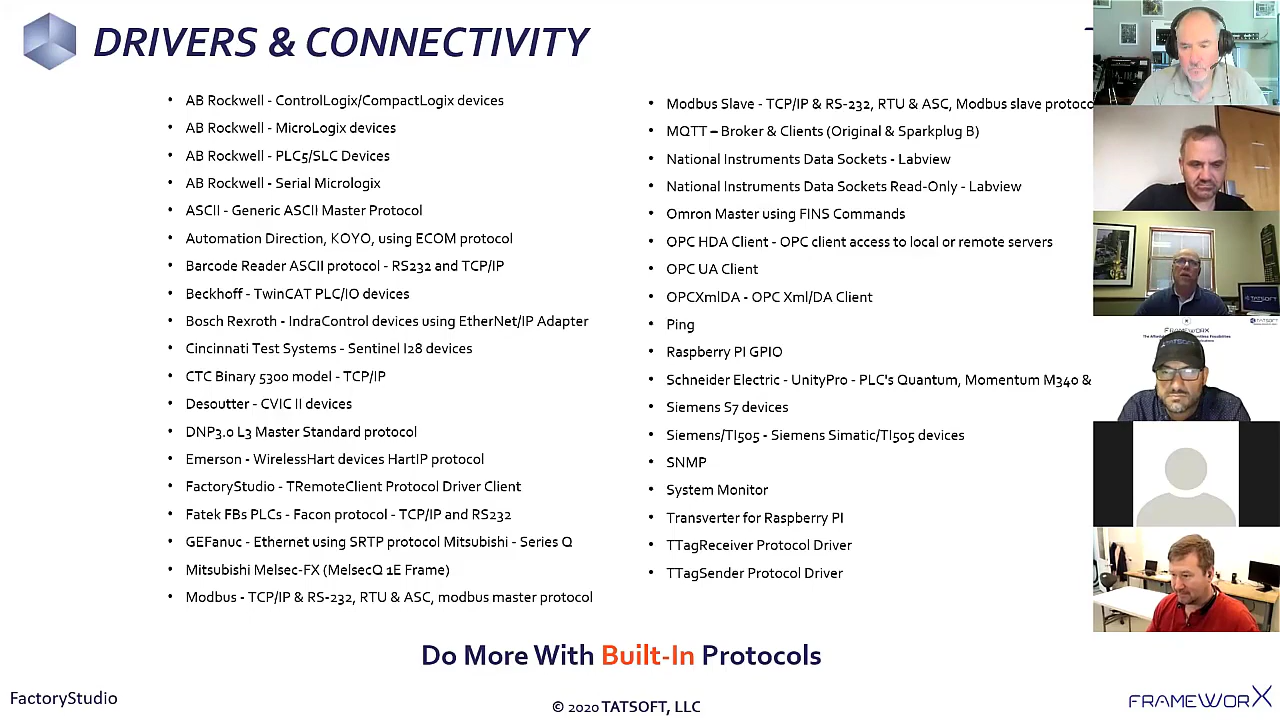 DRIVERS & CONNECTIVITY
• AB Rockwell - ControlLogix/CompactLogix devices
• AB Rockwell - MicroLogix devices
• AB Rockwell - PLC5/SLC Devices
• AB Rockwell - Serial Micrologix
• ASCII - Generic ASCII Master Protocol
• Automation Direction, KOYO, using ECOM protocol
• Barcode Reader ASCII protocol - RS232 and TCP/IP
• Beckhoff - TwinCAT PLC/IO devices
• Bosch Rexroth - IndraControl devices using EtherNet/IP Adapter
• Cincinnati Test Systems - Sentinel I28 devices
• CTC Binary 5300 model - TCP/IP
• Desoutter - CVIC II devices
• DNP3.0 L3 Master Standard protocol
• Emerson - WirelessHart devices HartIP protocol
• FactoryStudio - TRemoteClient Protocol Driver Client
• Fatek FBs PLCs - Facon protocol - TCP/IP and RS232
• GEFanuc - Ethernet using SRTP protocol Mitsubishi - Series Q
• Mitsubishi Melsec-FX (MelsecQ 1E Frame)
• Modbus - TCP/IP & RS-232, RTU & ASC, modbus master protocol
• Modbus Slave - TCP/IP & RS-232, RTU & ASC, Modbus slave protoco
• MQTT – Broker & Clients (Original & Sparkplug B)
• National Instruments Data Sockets - Labview
• National Instruments Data Sockets Read-Only - Labview
• Omron Master using FINS Commands
• OPC HDA Client - OPC client access to local or remote servers
• OPC UA Client
• OPCXmlDA - OPC Xml/DA Client
• Ping
• Raspberry PI GPIO
• Schneider Electric - UnityPro - PLC's Quantum, Momentum M340 &
• Siemens S7 devices
• Siemens/TI505 - Siemens Simatic/TI505 devices
• SNMP
• System Monitor
• Transverter for Raspberry PI
• TTagReceiver Protocol Driver
• TTagSender Protocol Driver
TATSOFT
FRAMEWORX
TATSOFT
TATSOFT
Do More With Built-In Protocols
FactoryStudio
© 2020 TATSOFT, LLC
FRAMEWORX